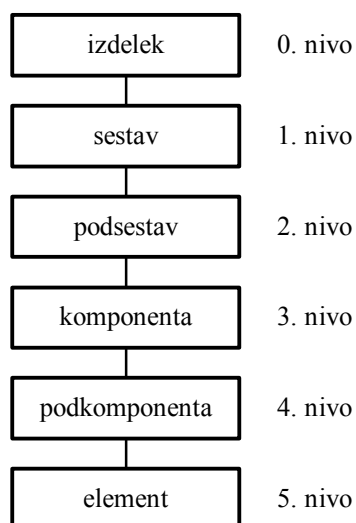 izdelek 0. nivo
sestav 1. nivo
podsestav 2. nivo
komponenta 3. nivo
podkomponenta 4. nivo
element 5. nivo